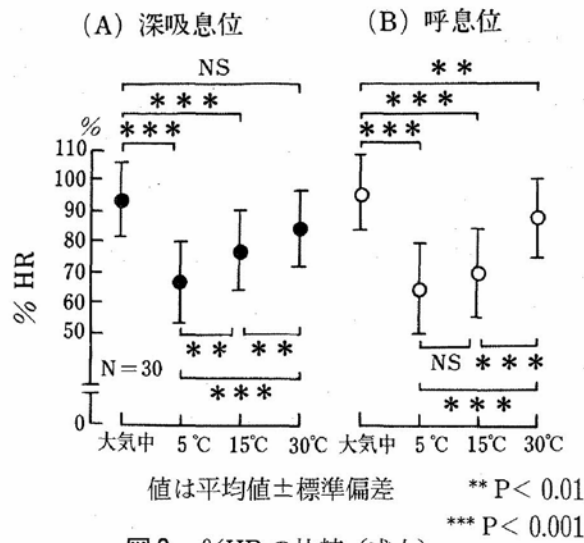 (A) 深吸息位
(B) 呼息位
NS
***
***
**
***
***
%
110
100
90
80
70
60
50
0
% HR
N=30
** **
***
NS ***
***
大気中 5℃ 15℃ 30℃
大気中 5℃ 15℃ 30℃
値は平均値±標準偏差
** P< 0.01
*** P< 0.001